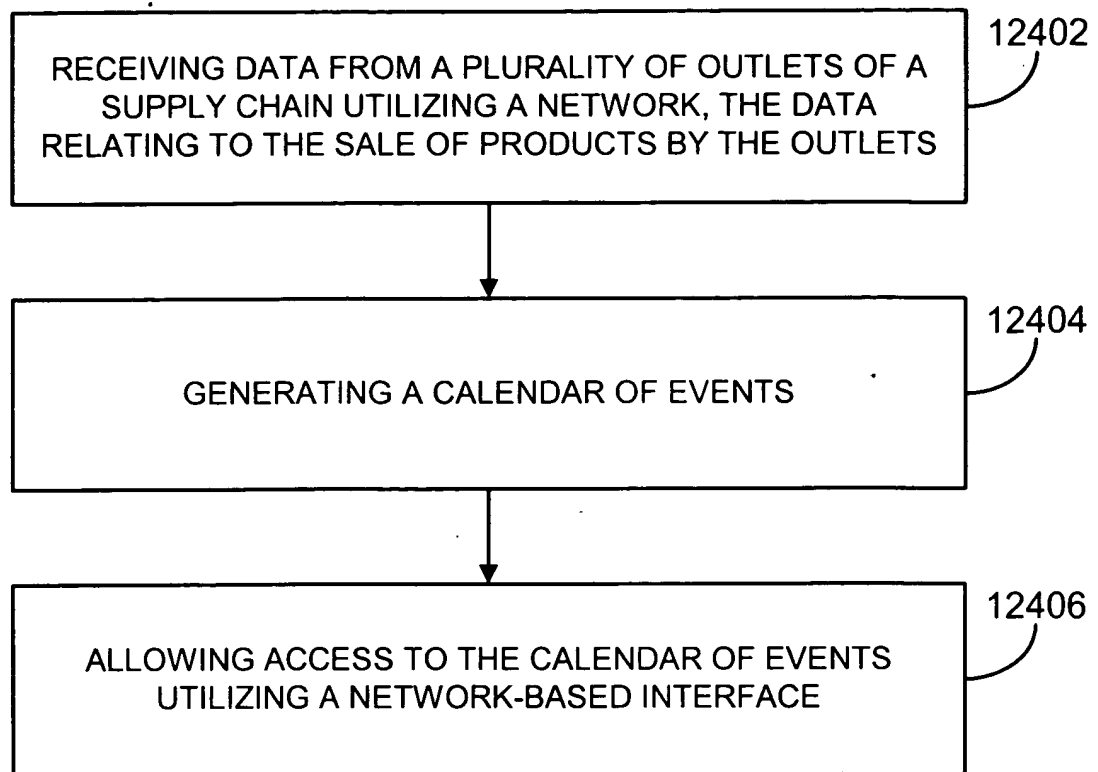 12402
RECEIVING DATA FROM A PLURALITY OF OUTLETS OF A
SUPPLY CHAIN UTILIZING A NETWORK, THE DATA
RELATING TO THE SALE OF PRODUCTS BY THE OUTLETS
12404
GENERATING A CALENDAR OF EVENTS
12406
ALLOWING ACCESS TO THE CALENDAR OF EVENTS
UTILIZING A NETWORK-BASED INTERFACE